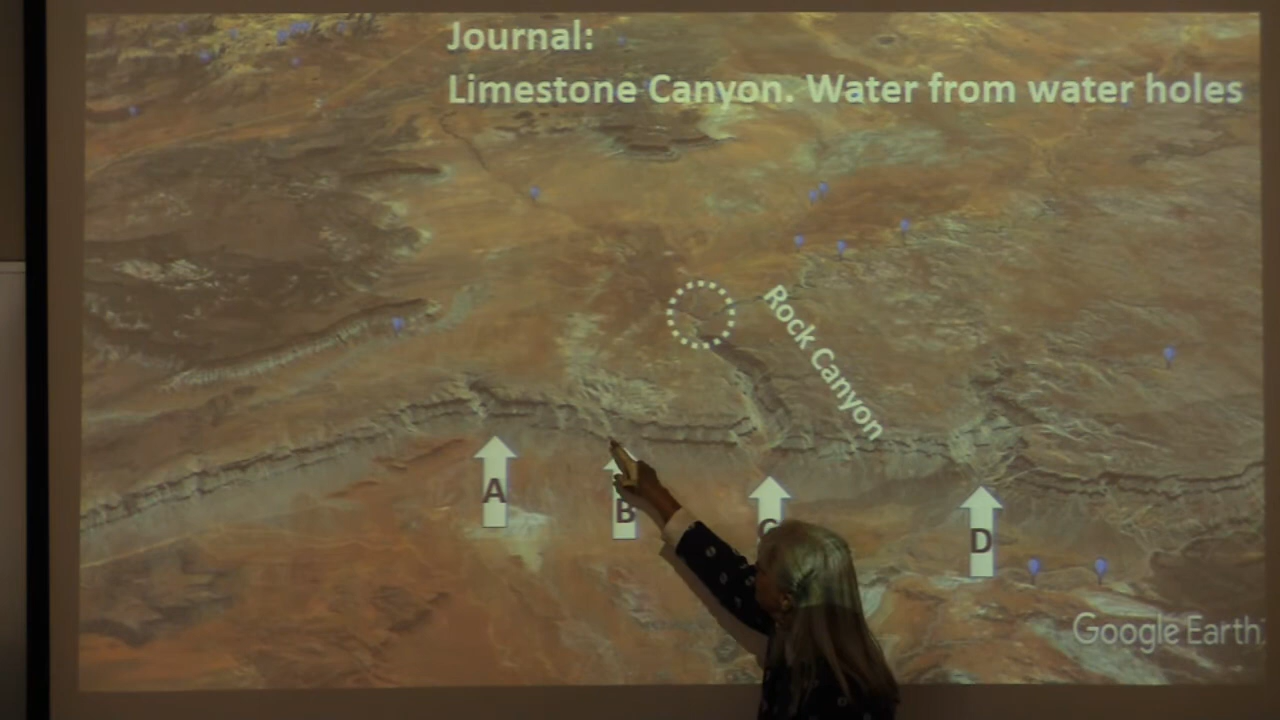 Journal:
Limestone Canyon. Water from water holes
Rock Canyon
A
B
C
D
Google Earth